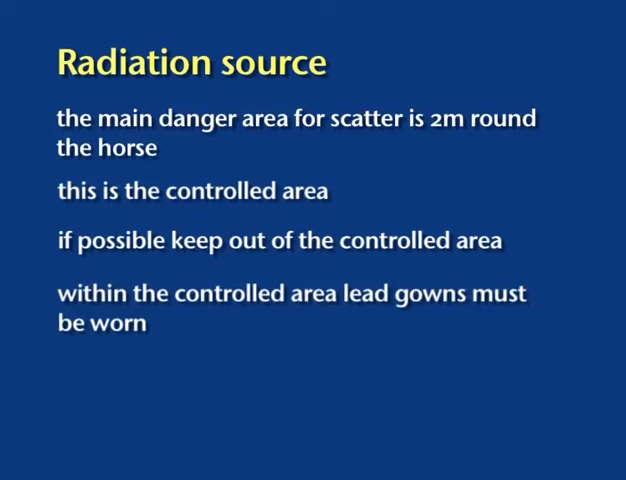 Radiation source
the main danger area for scatter is 2m round
the horse
this is the controlled area
if possible keep out of the controlled area
within the controlled area lead gowns must
be worn